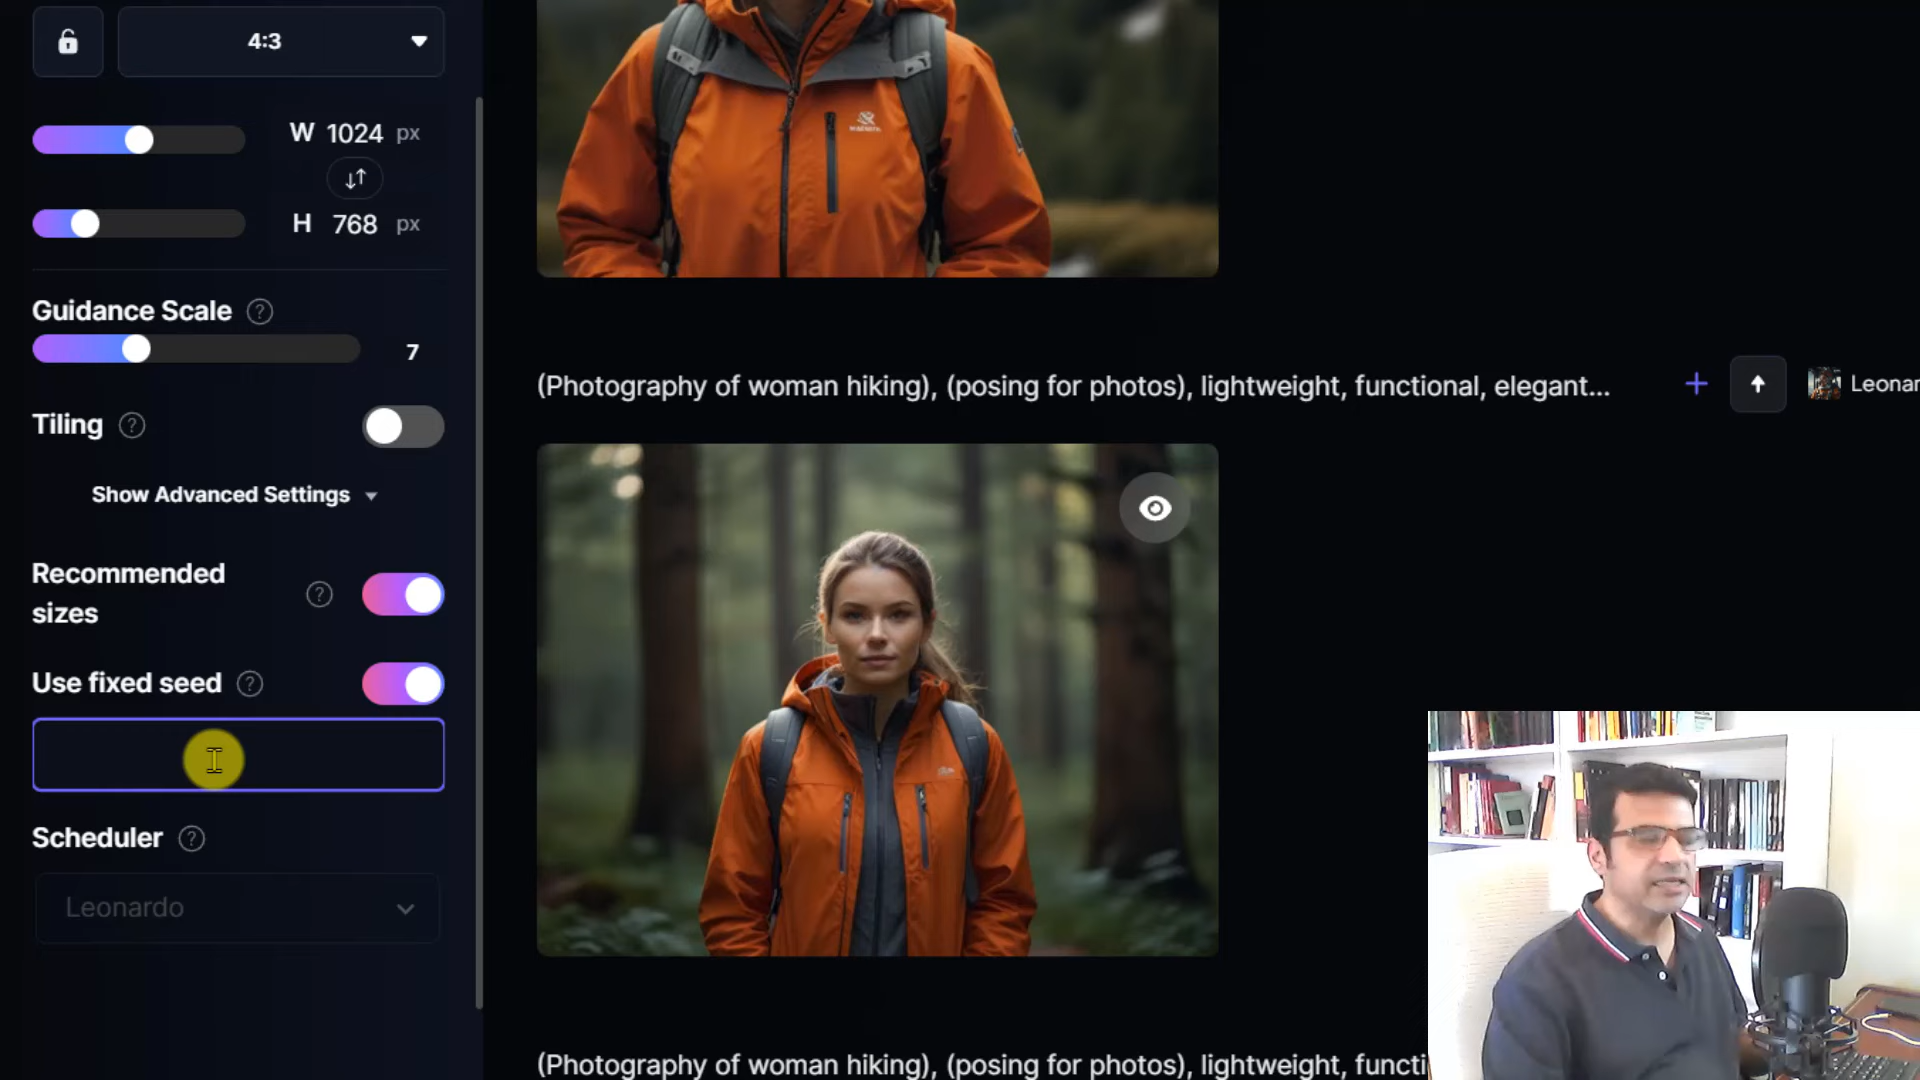 4:3
W 1024 px
H 768 px
Guidance Scale ?
7
Tiling ?
Show Advanced Settings
Recommended
sizes ?
Use fixed seed ?
Scheduler ?
Leonardo
(Photography of woman hiking), (posing for photos), lightweight, functional, elegant...
Leonar
(Photography of woman hiking), (posing for photos), lightweight, functi